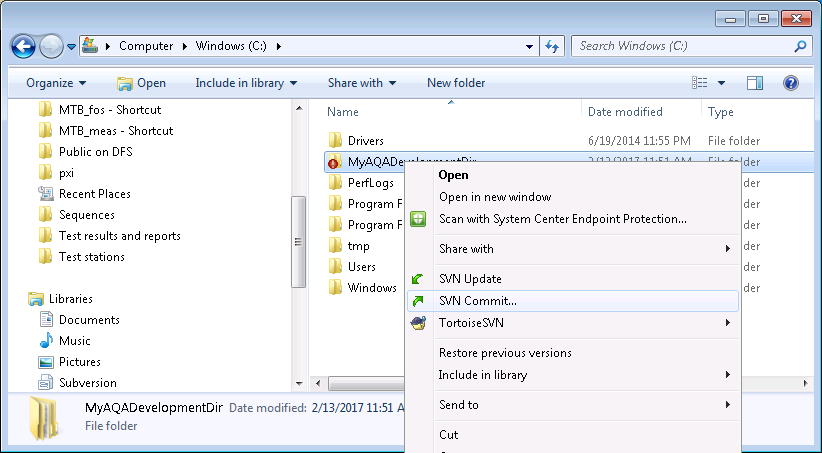 Computer Windows (C:) Search Windows (C:)
Organize Open Include in library Share with New folder
MTB_fos - Shortcut
MTB_meas - Shortcut
Public on DFS
pxi
Recent Places
Sequences
Test results and reports
Test stations
Libraries
Documents
Music
Pictures
Subversion
Name Date modified Type
Drivers 6/19/2014 11:55 PM File folder
MyAQADevelopmentDir 2/13/2017 11:51 AM File folder
PerfLogs der
Program F der
Program F der
tmp der
Users der
Windows der
Open
Open in new window
Scan with System Center Endpoint Protection...
Share with
SVN Update
SVN Commit...
TortoiseSVN
Restore previous versions
Include in library
Send to
Cut
MyAQADevelopmentDir Date modified: 2/13/2017 11:51 A
File folder